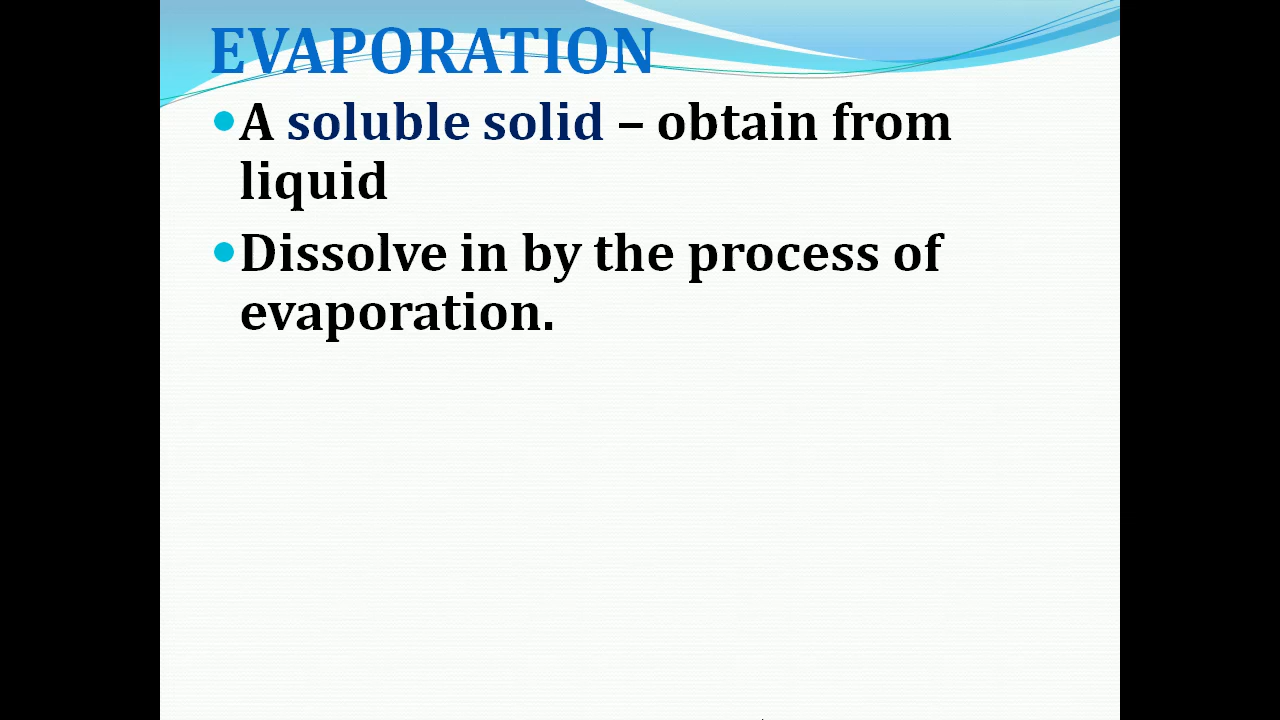 EVAPORATION
A soluble solid – obtain from
liquid
Dissolve in by the process of
evaporation.